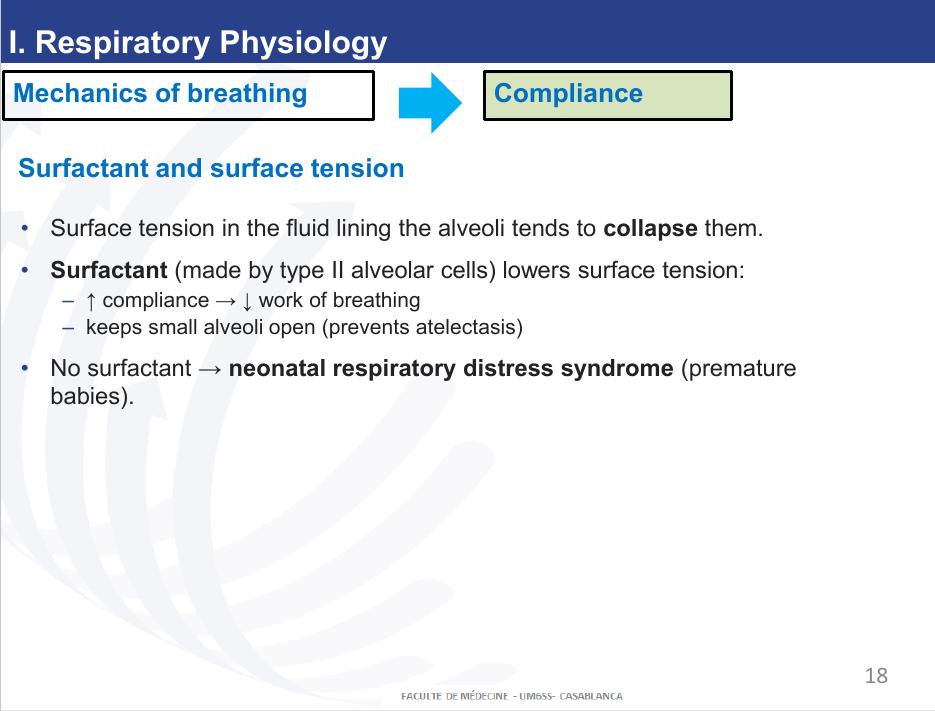 I. Respiratory Physiology
Mechanics of breathing
Compliance
Surfactant and surface tension
• Surface tension in the fluid lining the alveoli tends to collapse them.
• Surfactant (made by type II alveolar cells) lowers surface tension:
– ↑ compliance → ↓ work of breathing
– keeps small alveoli open (prevents atelectasis)
• No surfactant → neonatal respiratory distress syndrome (premature
babies).
18
FACULTE DE MÉDECINE - UM6SS- CASABLANCA